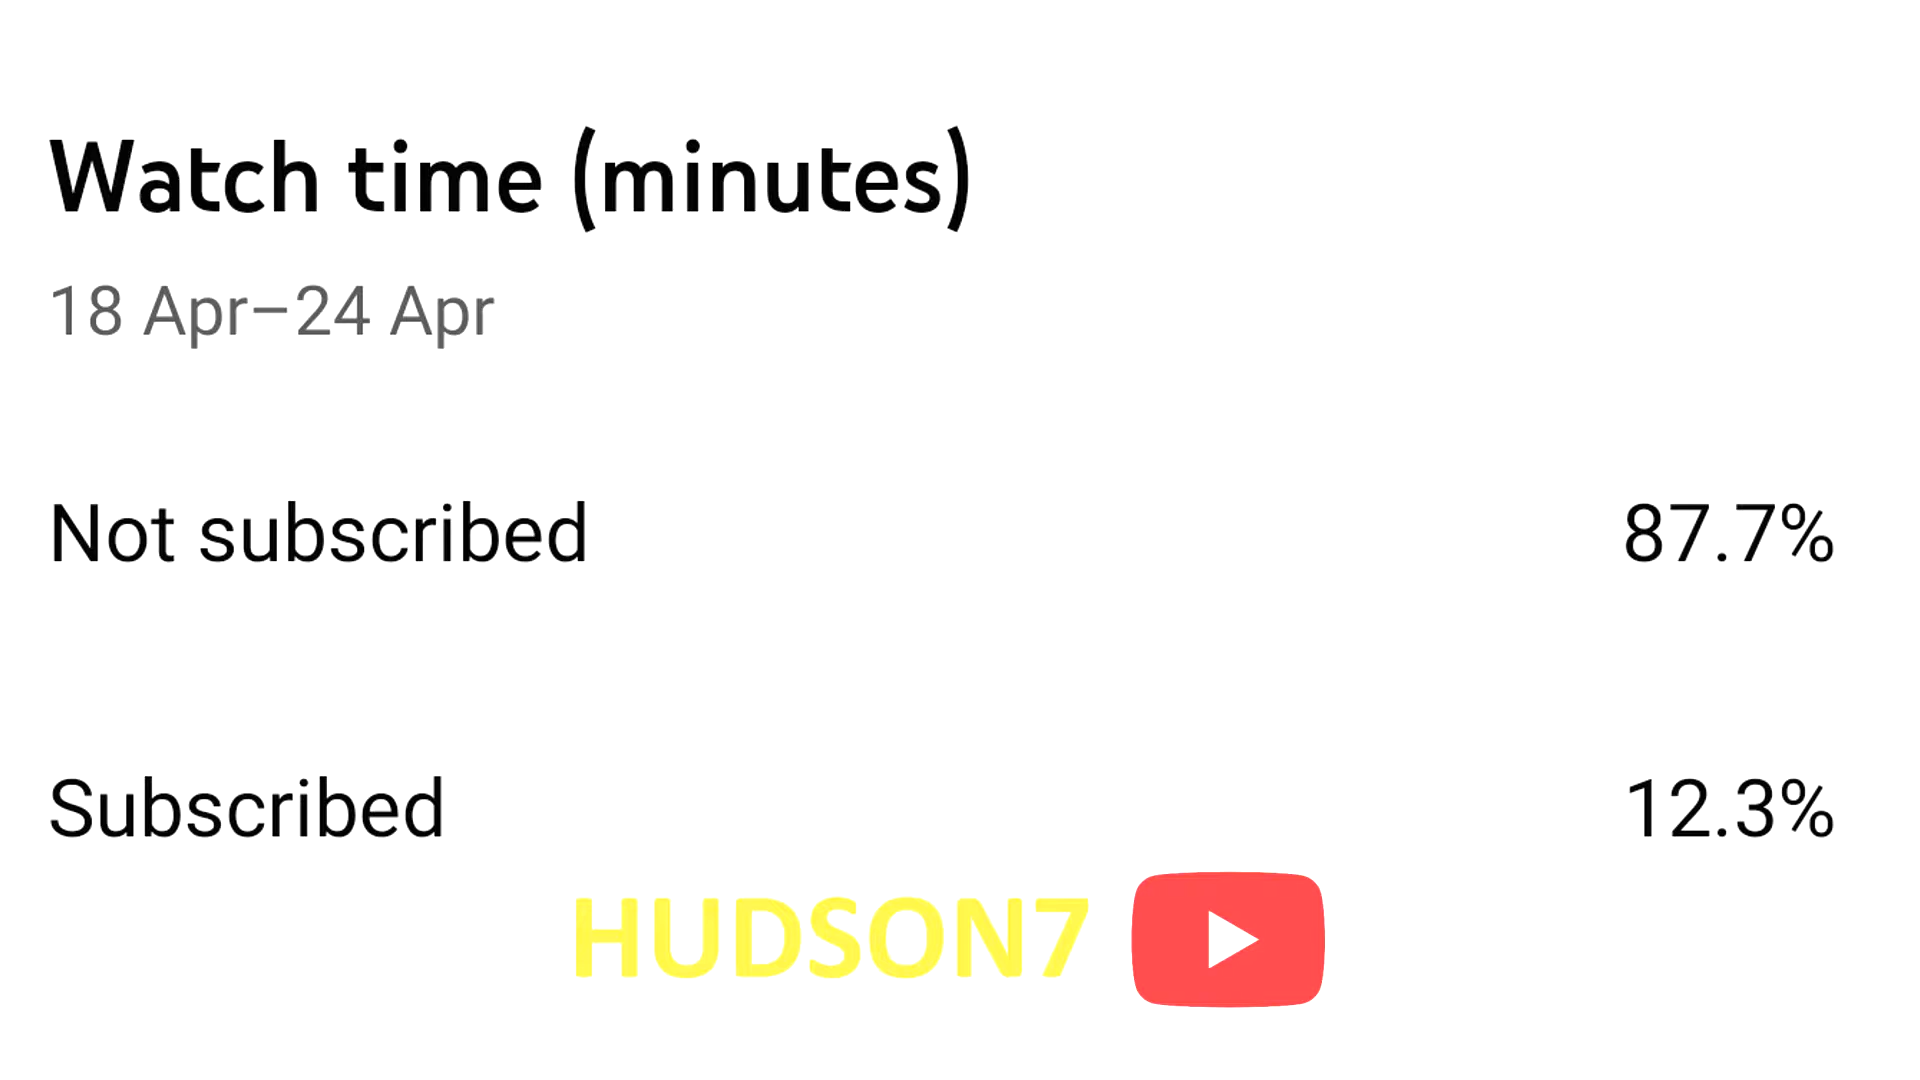 Watch time (minutes)
18 Apr–24 Apr
Not subscribed 87.7%
Subscribed 12.3%
HUDSON7